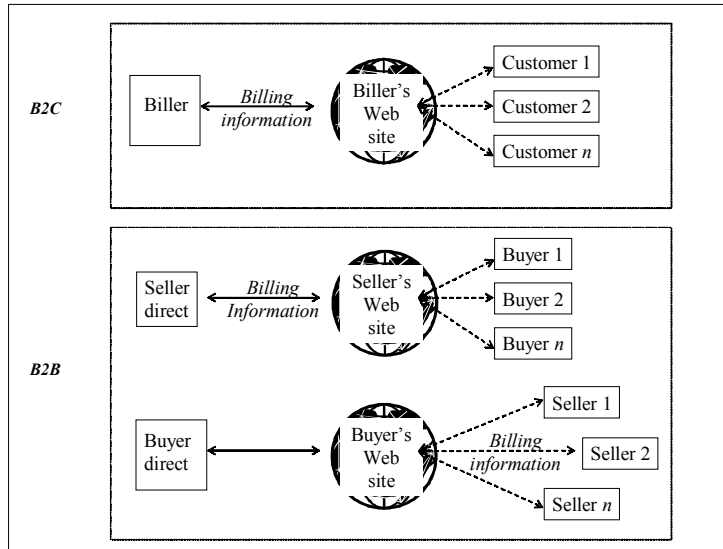 B2C
Biller
Billing
information
Biller's
Web
site
Customer 1
Customer 2
Customer n
B2B
Seller
direct
Billing
Information
Seller's
Web
site
Buyer 1
Buyer 2
Buyer n
Buyer
direct
Buyer's
Web
site
Billing
information
Seller 1
Seller 2
Seller n